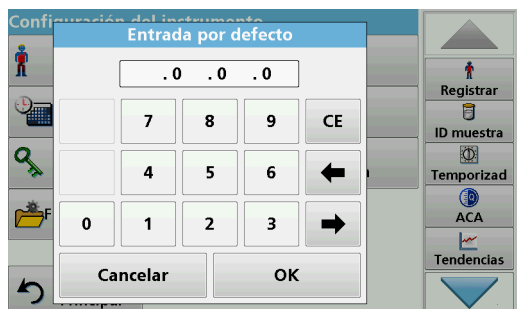 Configuración del instrumento
Entrada por defecto
.0 .0 .0
7 8 9 CE
4 5 6
0 1 2 3
Cancelar OK
F
Principal
Registrar
ID muestra
Temporizad
ACA
Tendencias